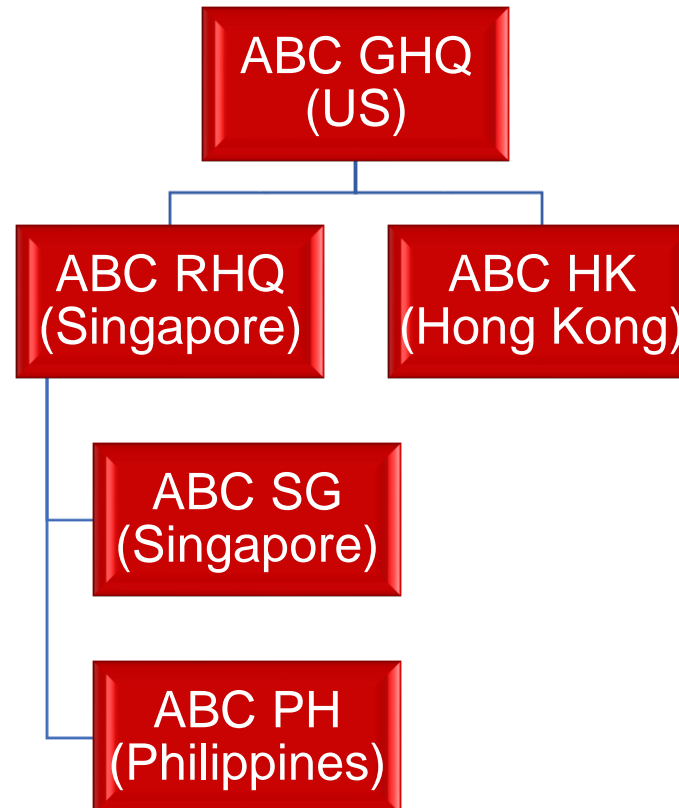 ABC GHQ
(US)
ABC RHQ
(Singapore)
ABC HK
(Hong Kong)
ABC SG
(Singapore)
ABC PH
(Philippines)